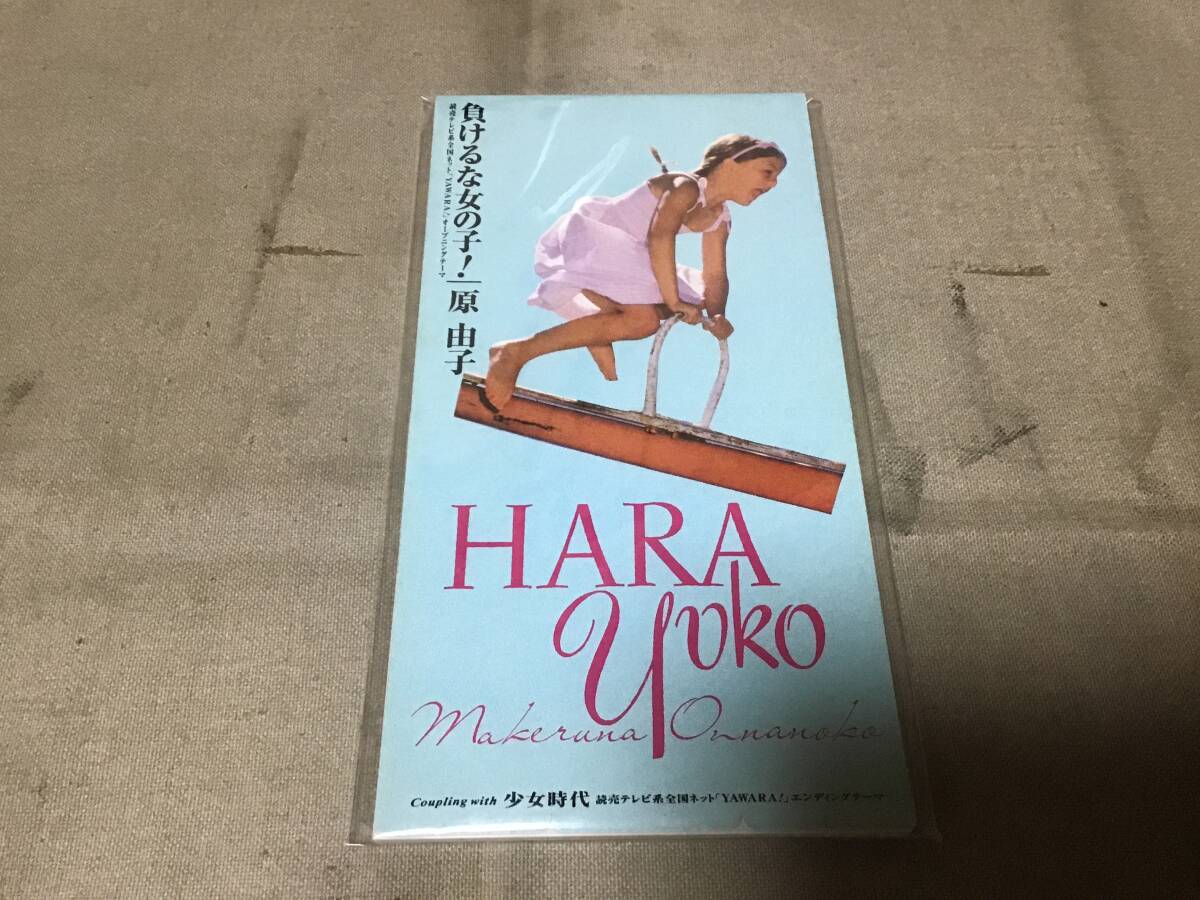 負けるな女の子!|原 由子
読売テレビ系全国ネット「YAWARA!」オープニングテーマ
HARA
Yuko
Makeruna Onnanoko
Coupling with 少女時代 読売テレビ系全国ネット「YAWARA!」エンディングテーマ